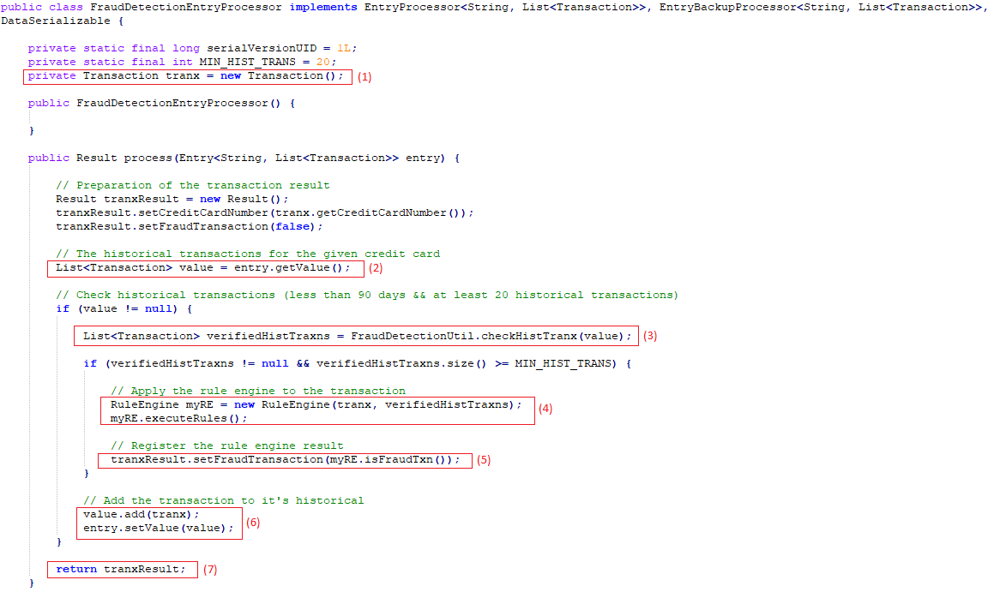 public class FraudDetectionEntryProcessor implements EntryProcessor<String, List<Transaction>>, EntryBackupProcessor<String, List<Transaction>>,
DataSerializable {
private static final long serialVersionUID = 1L;
private static final int MIN_HIST_TRANS = 20;
private Transaction tranx = new Transaction(); (1)
public FraudDetectionEntryProcessor() {
}
public Result process(Entry<String, List<Transaction>> entry) {
// Preparation of the transaction result
Result tranxResult = new Result();
tranxResult.setCreditCardNumber(tranx.getCreditCardNumber());
tranxResult.setFraudTransaction(false);
// The historical transactions for the given credit card
List<Transaction> value = entry.getValue(); (2)
// Check historical transactions (less than 90 days && at least 20 historical transactions)
if (value != null) {
List<Transaction> verifiedHistTraxns = FraudDetectionUtil.checkHistTranx(value); (3)
if (verifiedHistTraxns != null && verifiedHistTraxns.size() >= MIN_HIST_TRANS) {
// Apply the rule engine to the transaction
RuleEngine myRE = new RuleEngine(tranx, verifiedHistTraxns); (4)
myRE.executeRules();
// Register the rule engine result
tranxResult.setFraudTransaction(myRE.isFraudTxn()); (5)
}
// Add the transaction to it's historical
value.add(tranx); (6)
entry.setValue(value);
}
return tranxResult; (7)
}